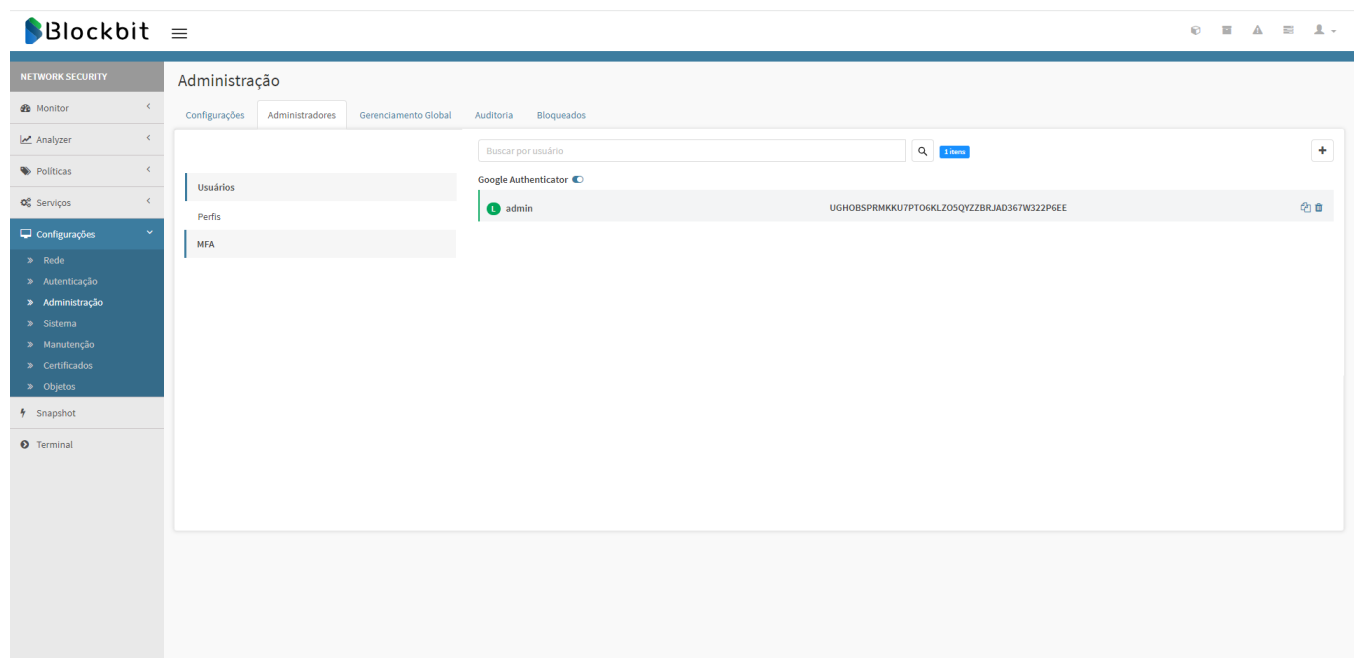 Blockbit
NETWORK SECURITY
Monitor
Analyzer
Políticas
Serviços
Configurações
Rede
Autenticação
Administração
Sistema
Manutenção
Certificados
Objetos
Snapshot
Terminal
Administração
Configurações Administradores Gerenciamento Global Auditoria Bloqueados
Usuários
Perfis
MFA
Buscar por usuário 1 itens +
Google Authenticator
L admin UGHOBSPRMKKU7PTO6KLZO5QYZZBRJAD367W322P6EE